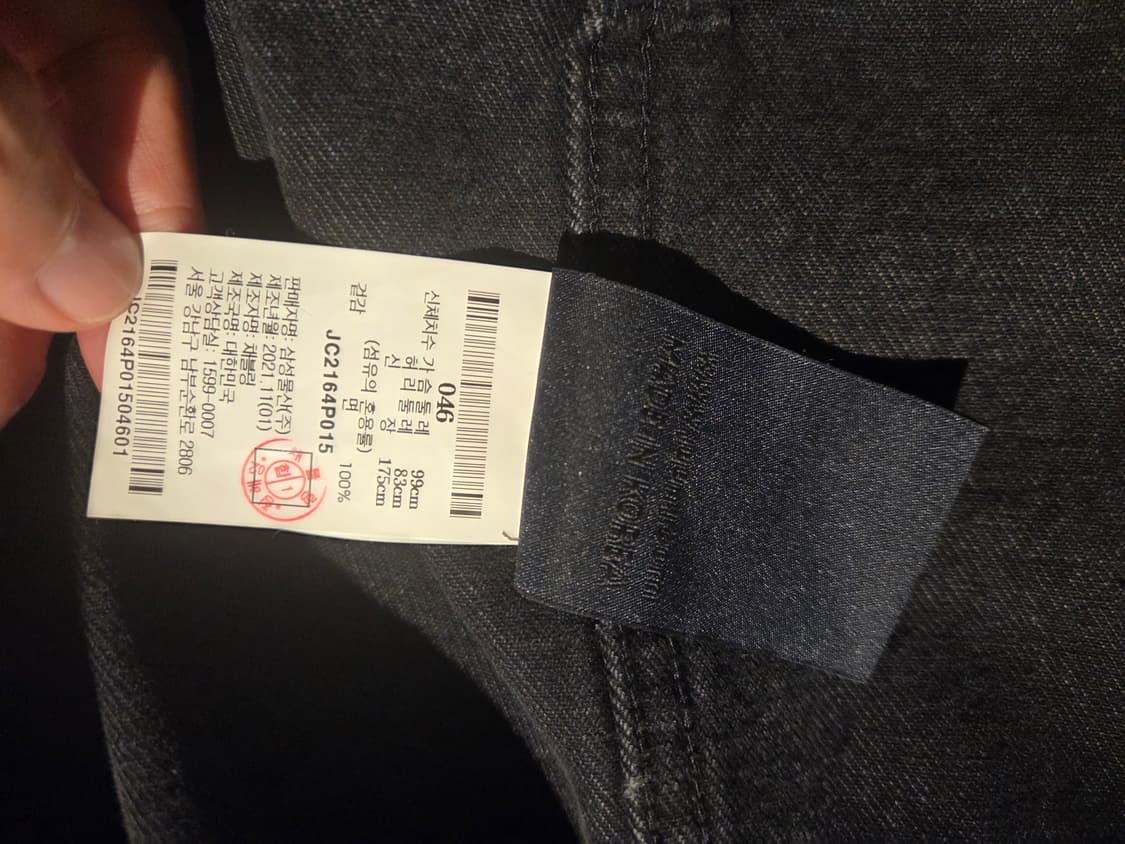 046
신체치수 가슴둘레 99cm
허리둘레 83cm
신장 175cm
(섬유의 혼용률)
겉감 면 100%
JC2164P015
판매자명: 삼성물산(주)
제조년월: 2021.11(01)
제조자명: 채블링
제조국명: 대한민국
고객상담실: 1599-0007
서울 강남구 남부순환로 2806
JC2164P01504601
MADE IN KOREA